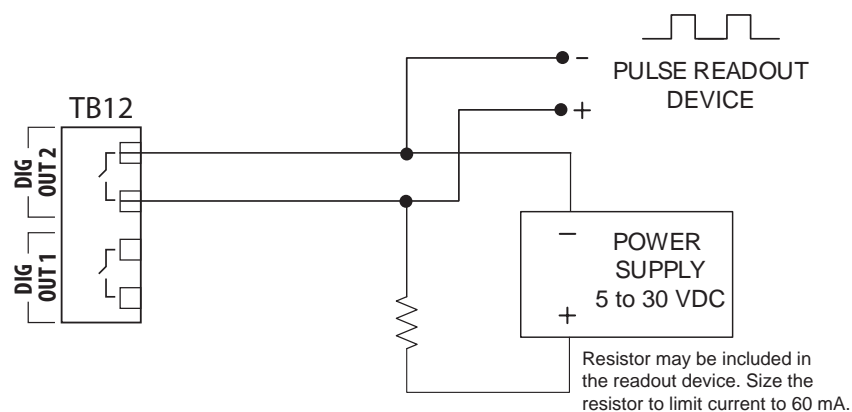 TB12
DIG
OUT 2
DIG
OUT 1
-
+
PULSE READOUT
DEVICE
−
POWER
SUPPLY
5 to 30 VDC
+
Resistor may be included in
the readout device. Size the
resistor to limit current to 60 mA.